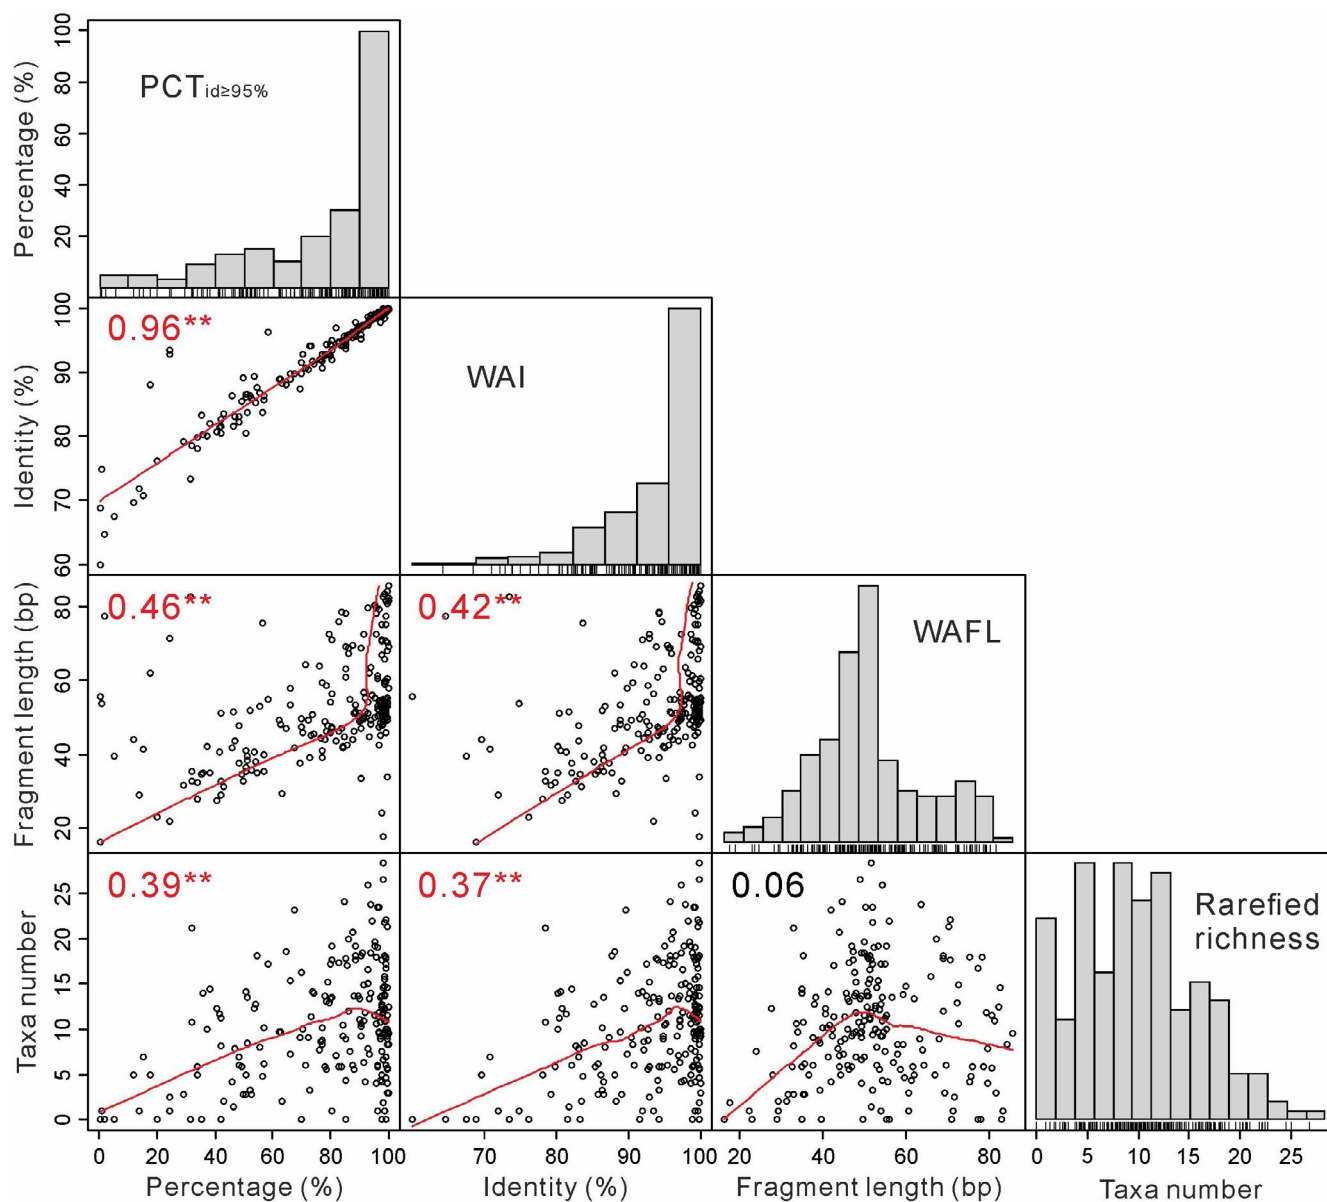 Percentage (%)
100
80
60
40
20
PCTid≥95%
Identity (%)
100
90
80
70
60
0.96**
WAI
Fragment length (bp)
80
60
40
20
0.46**
0.42**
WAFL
Taxa number
25
20
15
10
5
0
0.39**
0.37**
0.06
Rarefied
richness
0 20 40 60 80 100
70 80 90 100
20 40 60 80
0 5 10 15 20 25
Percentage (%)
Identity (%)
Fragment length (bp)
Taxa number